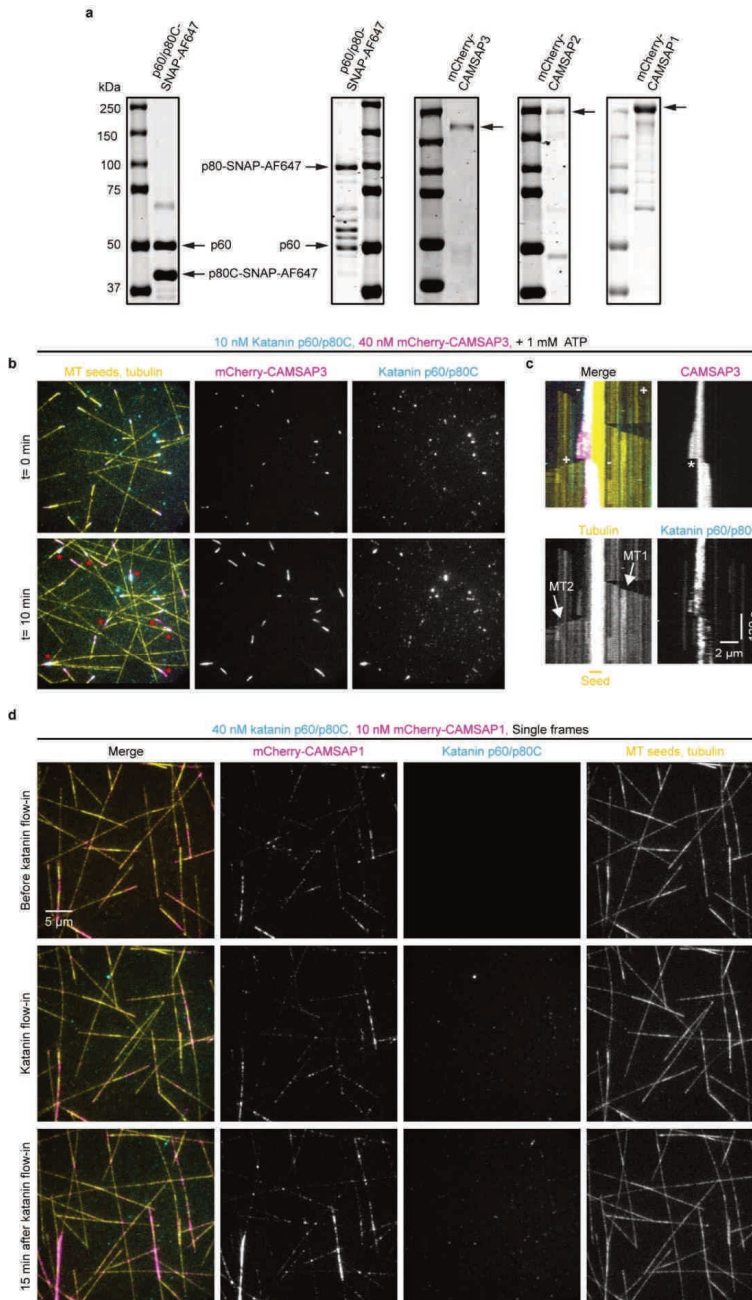 a
p60/p80C-
SNAP-AF647
p60/p80-
SNAP-AF647
mCherry-
CAMSAP3
mCherry-
CAMSAP2
mCherry-
CAMSAP1
kDa
250
150
100
75
50
37
p80-SNAP-AF647
p60
p60
p80C-SNAP-AF647
10 nM Katanin p60/p80C, 40 nM mCherry-CAMSAP3, + 1 mM ATP
b
MT seeds, tubulin
mCherry-CAMSAP3
Katanin p60/p80C
t= 0 min
t= 10 min
c
Merge
CAMSAP3
-
+
+
-
*
Tubulin
Katanin p60/p80
MT1
MT2
2 µm
Seed
d
40 nM katanin p60/p80C, 10 nM mCherry-CAMSAP1, Single frames
Merge
mCherry-CAMSAP1
Katanin p60/p80C
MT seeds, tubulin
Before katanin flow-in
5 µm
Katanin flow-in
15 min after katanin flow-in